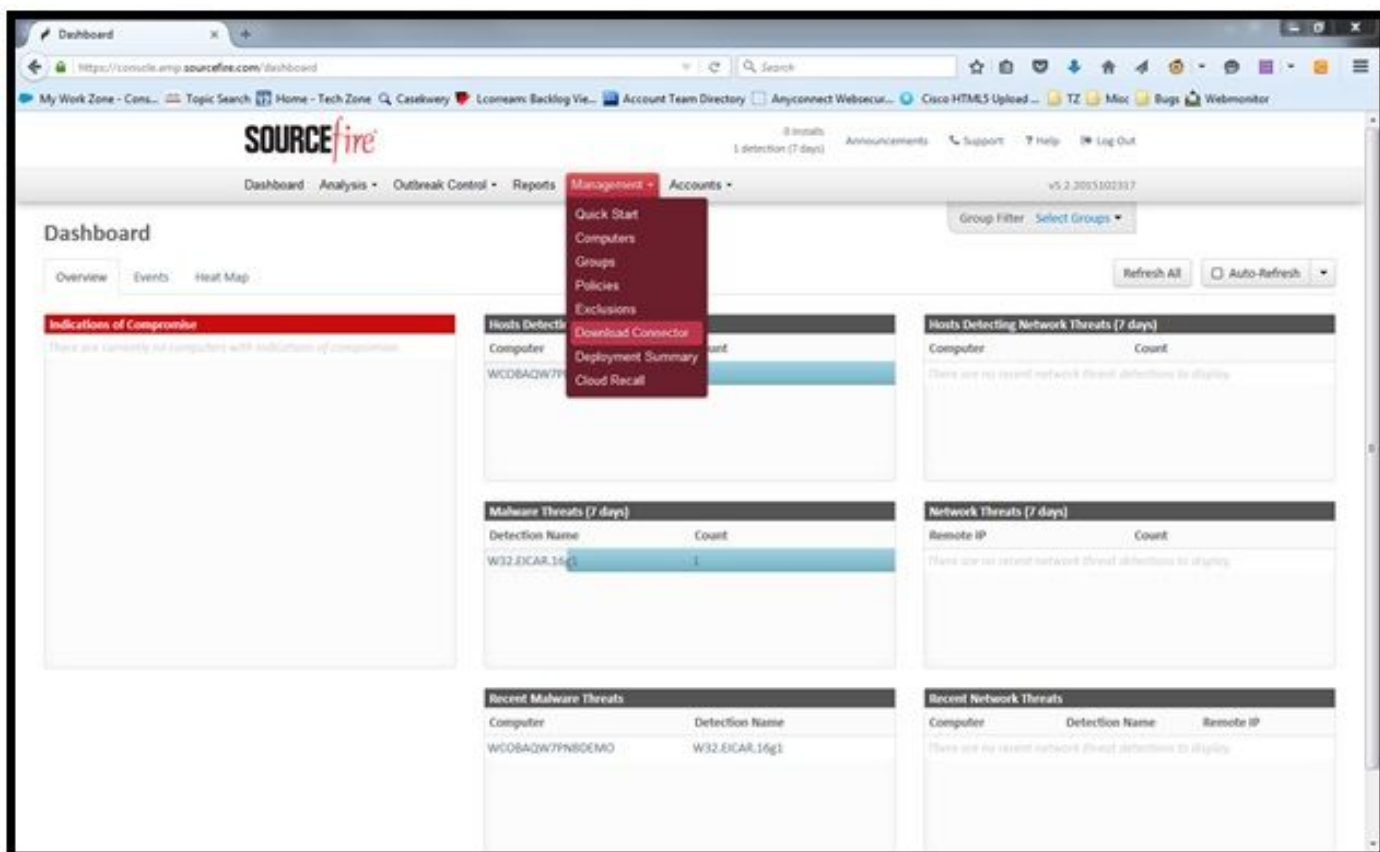 Dashboard
https://console.amp.sourcefire.com/dashboard
Search
My Work Zone - Cons... Topic Search Home - Tech Zone Casekwery Lcorream: Backlog Vie... Account Team Directory Anyconnect Websecur... Cisco HTML5 Upload ... TZ Misc Bugs Webmonitor
SOURCEfire
0 installs
1 detection (7 days)
Announcements Support ? Help Log Out
Dashboard Analysis Outbreak Control Reports Management Accounts
v5.2.2015102317
Quick Start
Computers
Groups
Policies
Exclusions
Download Connector
Deployment Summary
Cloud Recall
Group Filter Select Groups
Dashboard
Overview Events Heat Map
Refresh All Auto-Refresh
Indications of Compromise
There are currently no computers with indications of compromise
Hosts Detecti
Computer unt
WCOBAQW7P
Hosts Detecting Network Threats (7 days)
Computer Count
There are no recent network threat detections to display.
Malware Threats (7 days)
Detection Name Count
W32.EICAR.16g1 1
Network Threats (7 days)
Remote IP Count
There are no recent network threat detections to display.
Recent Malware Threats
Computer Detection Name
WCOBAQW7PNBDEMO W32.EICAR.16g1
Recent Network Threats
Computer Detection Name Remote IP
There are no recent network threat detections to display.